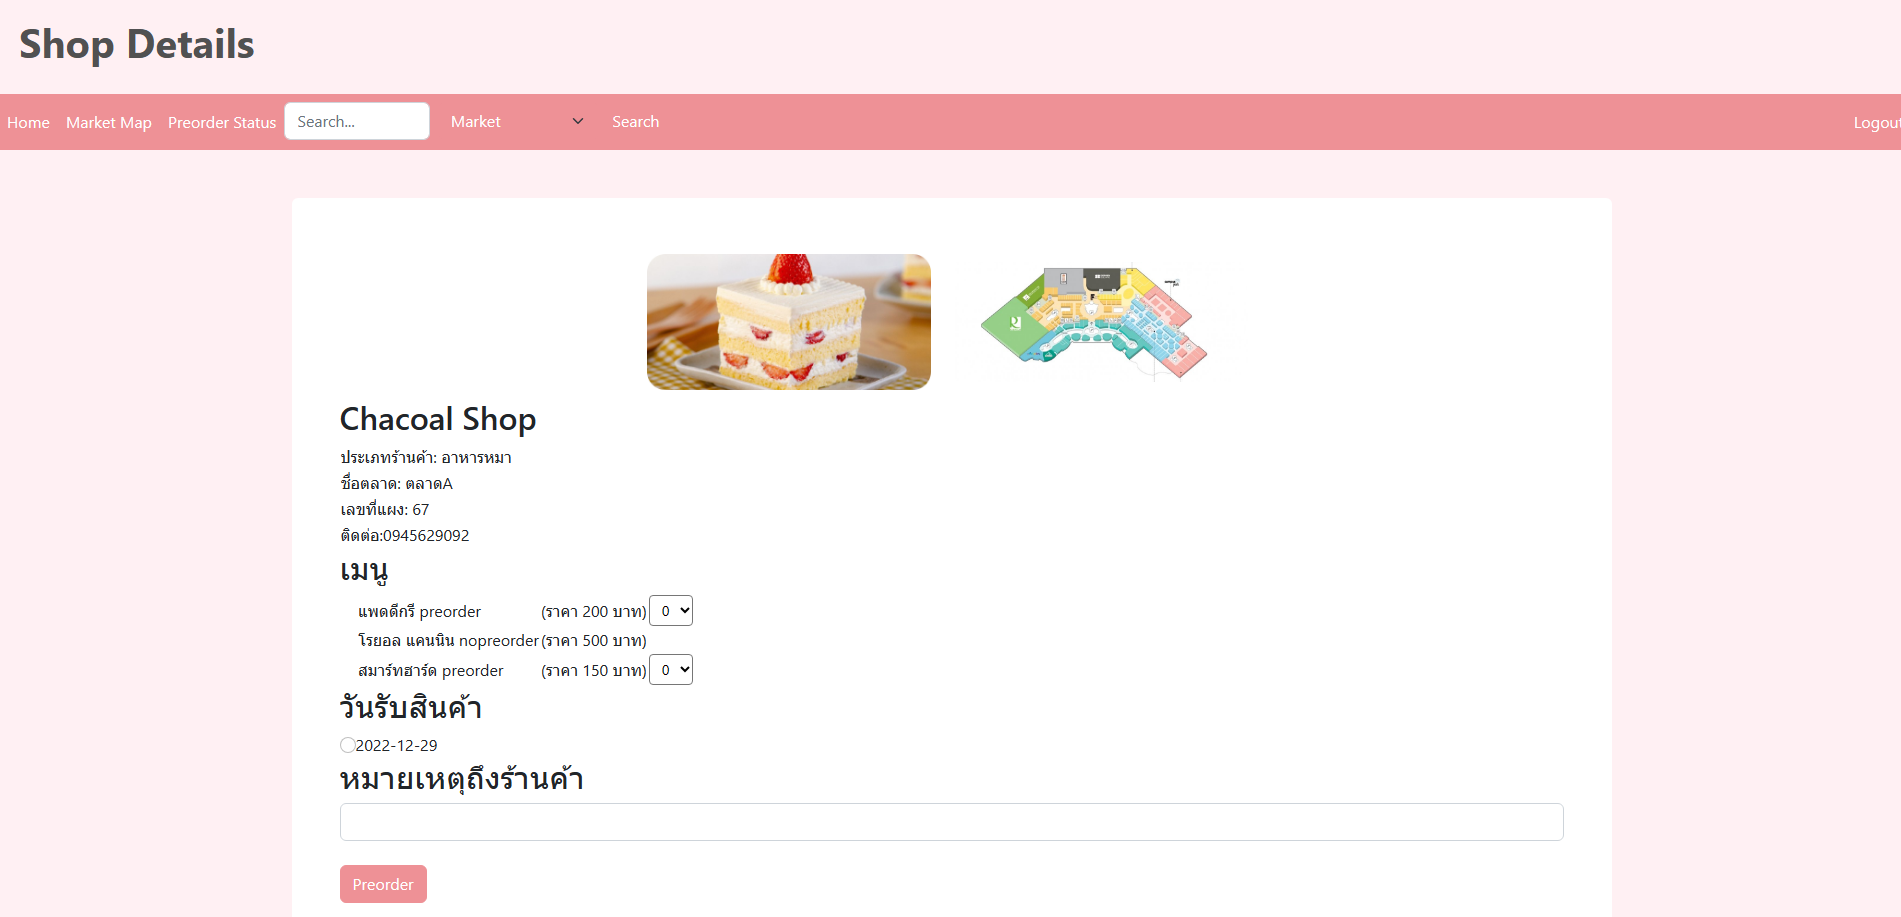 Shop Details
Home Market Map Preorder Status Search... Market Search Logout
Chacoal Shop
ประเภทร้านค้า: อาหารหมา
ชื่อตลาด: ตลาดA
เลขที่แผง: 67
ติดต่อ:0945629092
เมนู
แพดดีกรี preorder (ราคา 200 บาท) 0
โรยอล แคนนิน nopreorder (ราคา 500 บาท)
สมาร์ทฮาร์ด preorder (ราคา 150 บาท) 0
วันรับสินค้า
2022-12-29
หมายเหตุถึงร้านค้า
Preorder